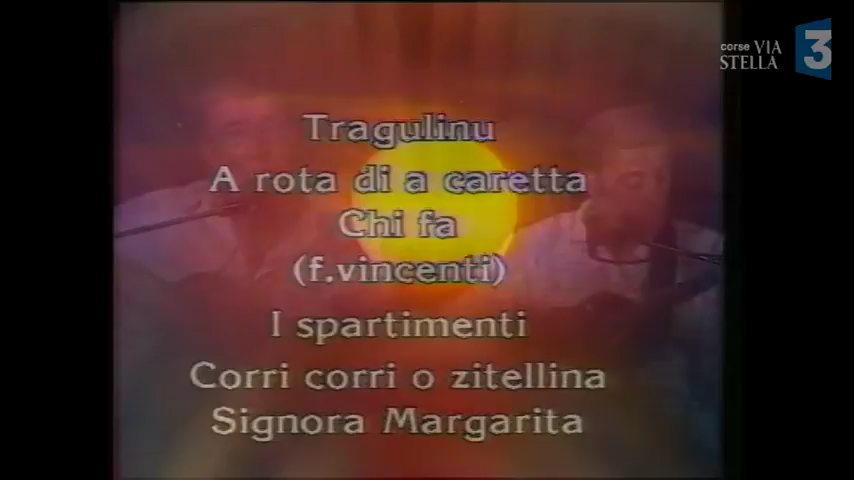 corse VIA
STELLA
3
Tragulinu
A rota di a caretta
Chi fa
(f.vincenti)
I spartimenti
Corri corri o zitellina
Signora Margarita